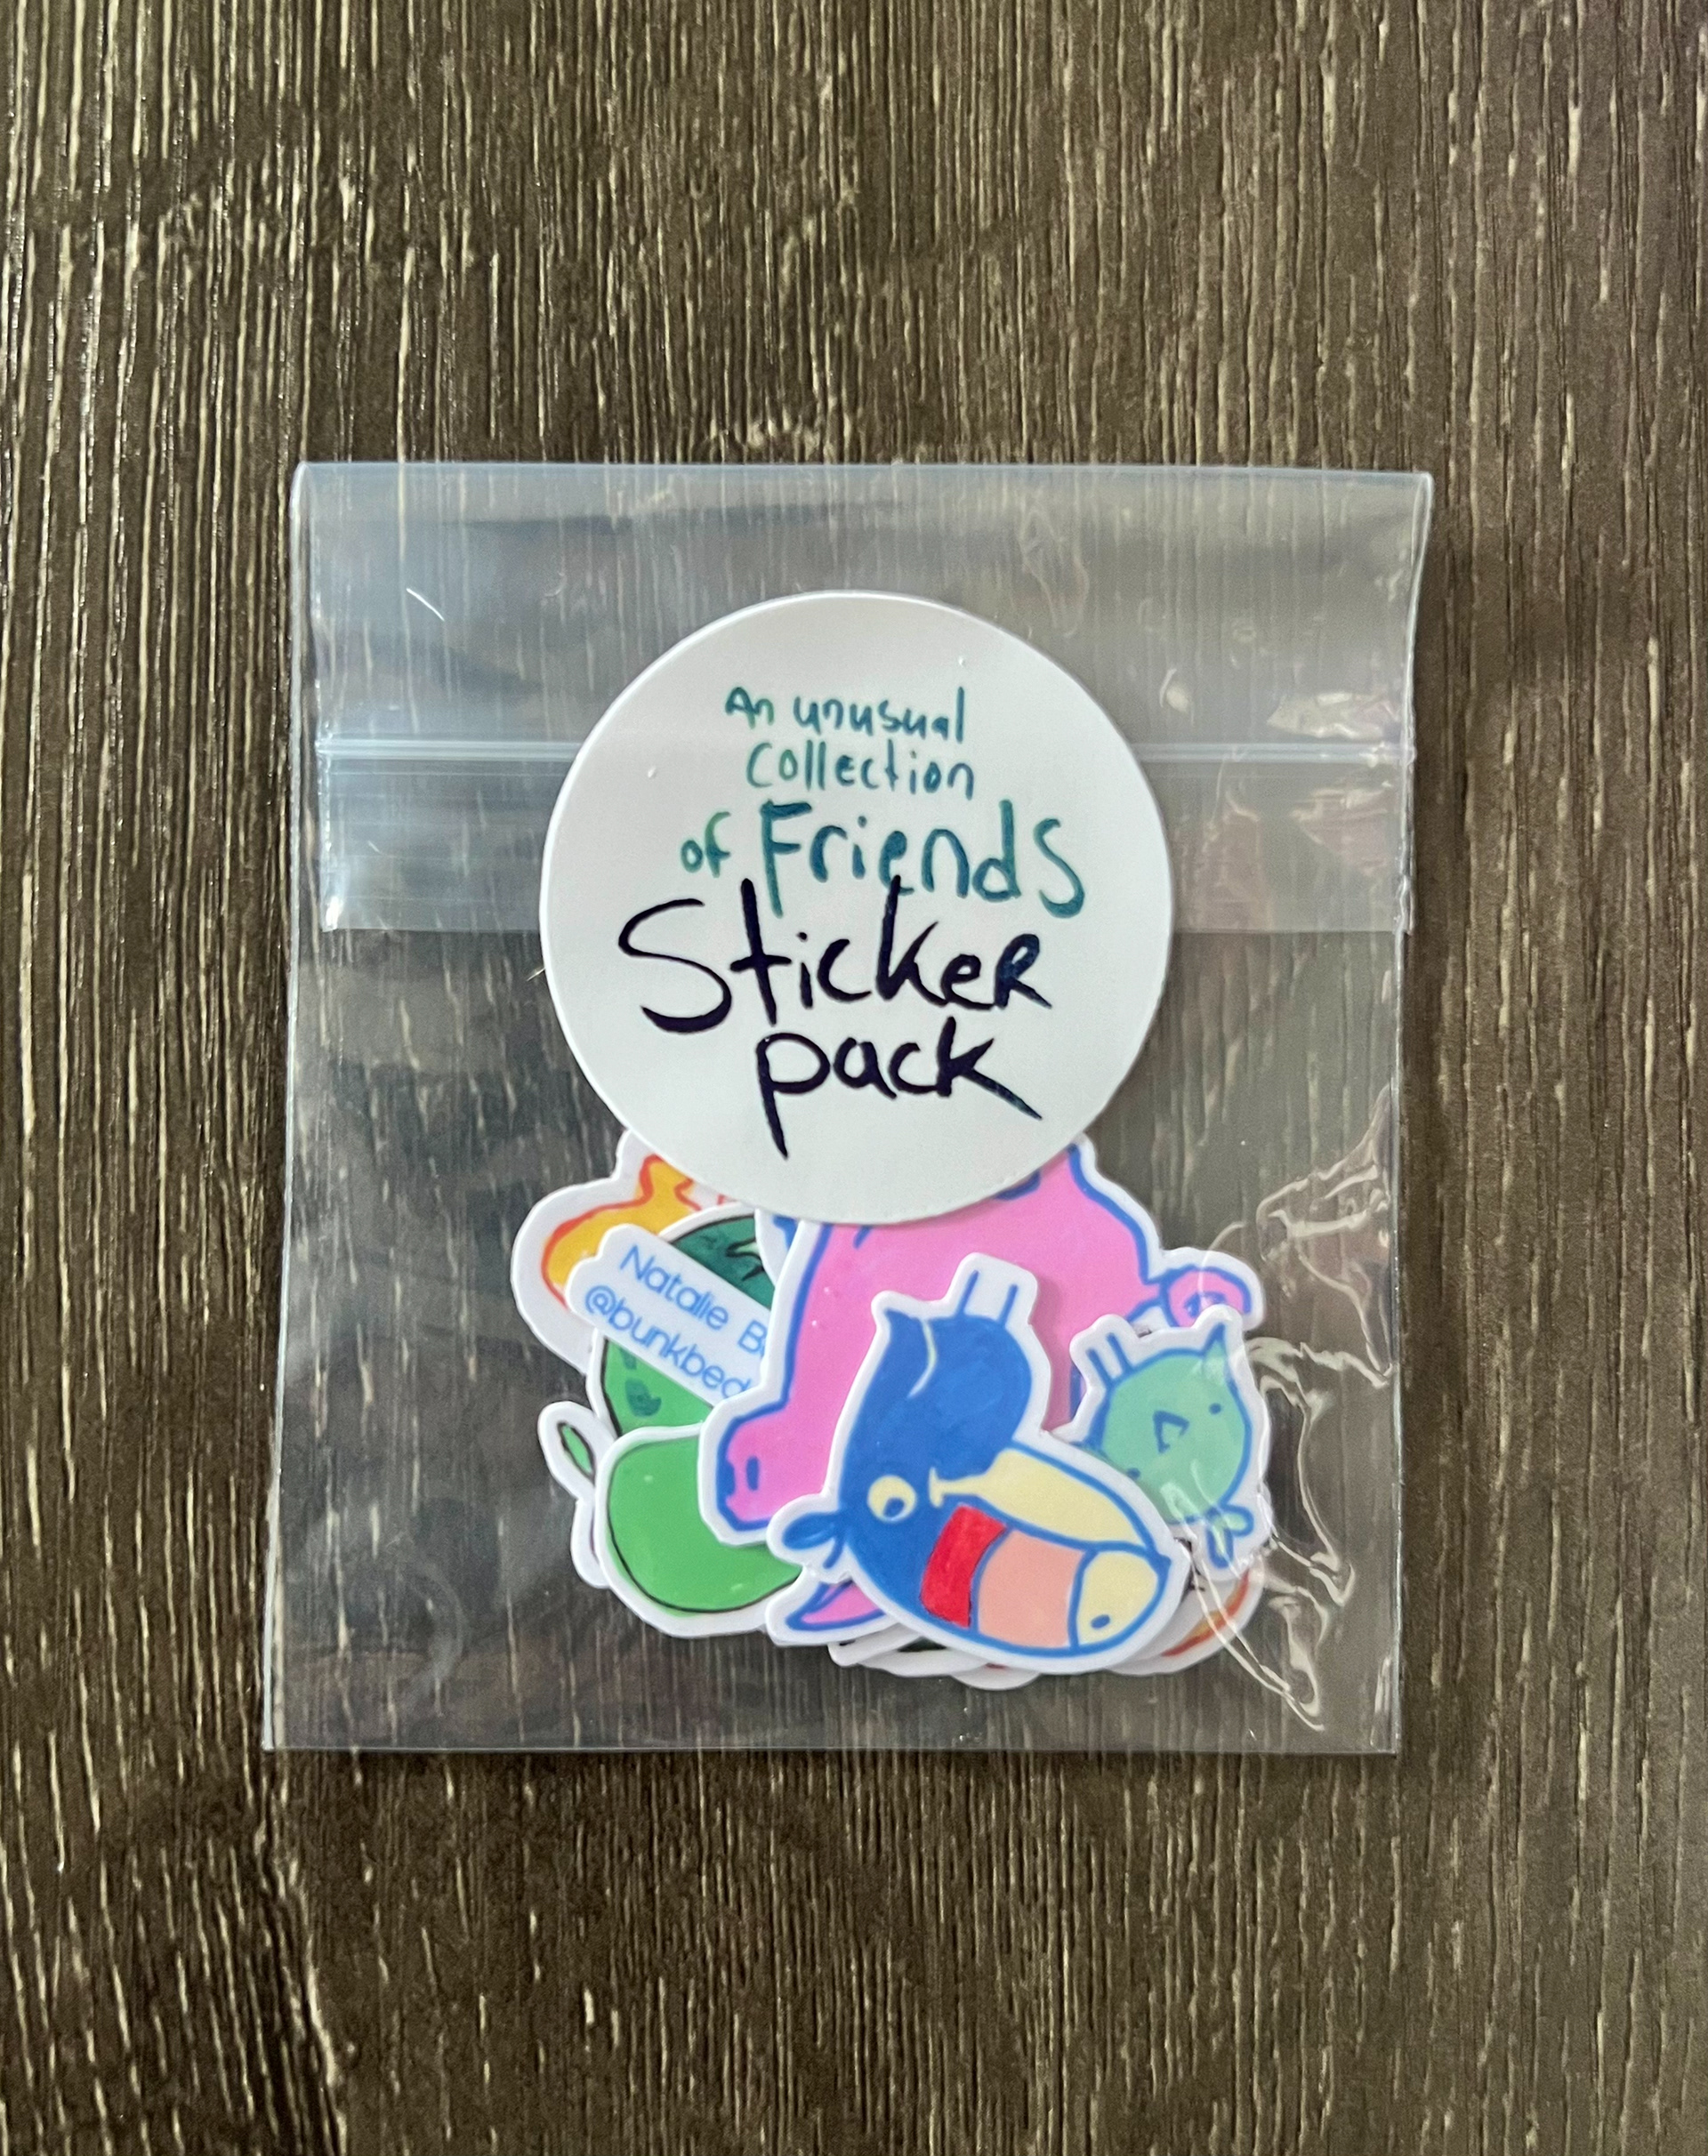 An unusual
collection
of Friends
Sticker
pack
Natalie
@bunkbed